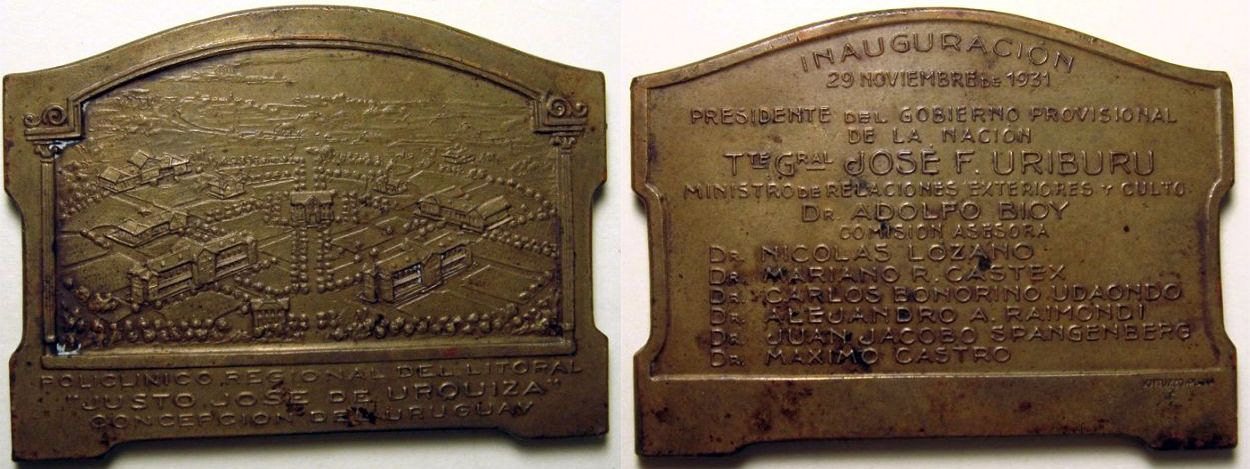 POLICLINICO REGIONAL DEL LITORAL
"JUSTO JOSE DE URQUIZA"
CONCEPCION DEL URUGUAY
INAUGURACIÓN
29 NOVIEMBRE DE 1931
PRESIDENTE DEL GOBIERNO PROVISIONAL
DE LA NACIÓN
TTE GRAL JOSÉ F. URIBURU
MINISTRO DE RELACIONES EXTERIORES Y CULTO
DR. ADOLFO BIOY
COMISION ASESORA
DR. NICOLAS LOZANO
DR. MARIANO R. CASTEX
DR. CARLOS BONORINO UDAONDO
DR. ALEJANDRO A. RAIMONDI
DR. JUAN JACOBO SPANGENBERG
DR. MAXIMO CASTRO